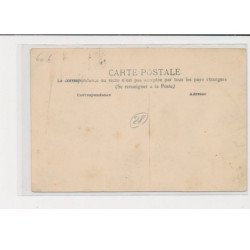 CARTE POSTALE
La correspondance au recto n'est pas acceptée par tous les pays étrangers
(Se renseigner à la Poste)
Correspondance Adresse
28